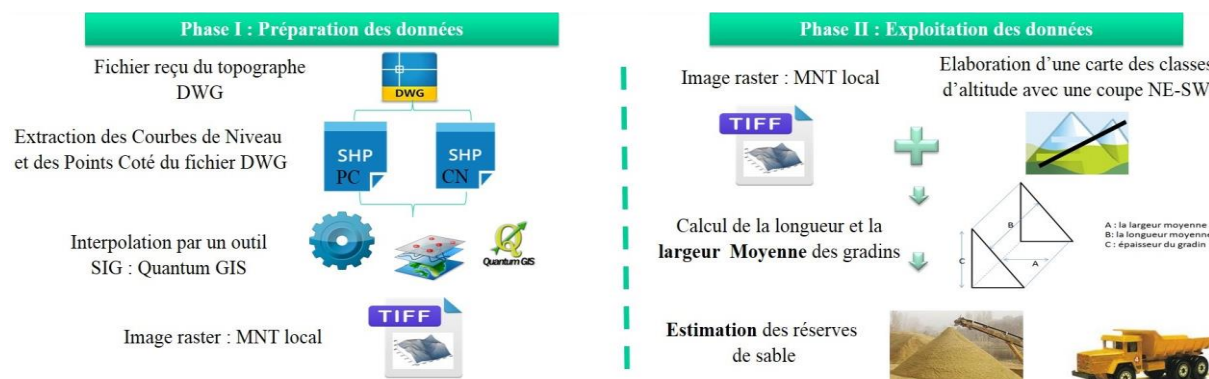 Phase I : Préparation des données
Fichier reçu du topographe
DWG
DWG
Extraction des Courbes de Niveau
et des Points Coté du fichier DWG
SHP
PC
SHP
CN
Interpolation par un outil
SIG : Quantum GIS
Quantum GIS
Image raster : MNT local
TIFF
Phase II : Exploitation des données
Image raster : MNT local
TIFF
Elaboration d’une carte des classes
d’altitude avec une coupe NE-SW
Calcul de la longueur et la
largeur Moyenne des gradins
B
C
A
A : la largeur moyenne
B: la longueur moyenne
C : épaisseur du gradin
Estimation des réserves
de sable